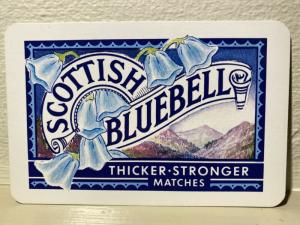 SCOTTISH
BLUEBELL
THICKER·STRONGER
MATCHES